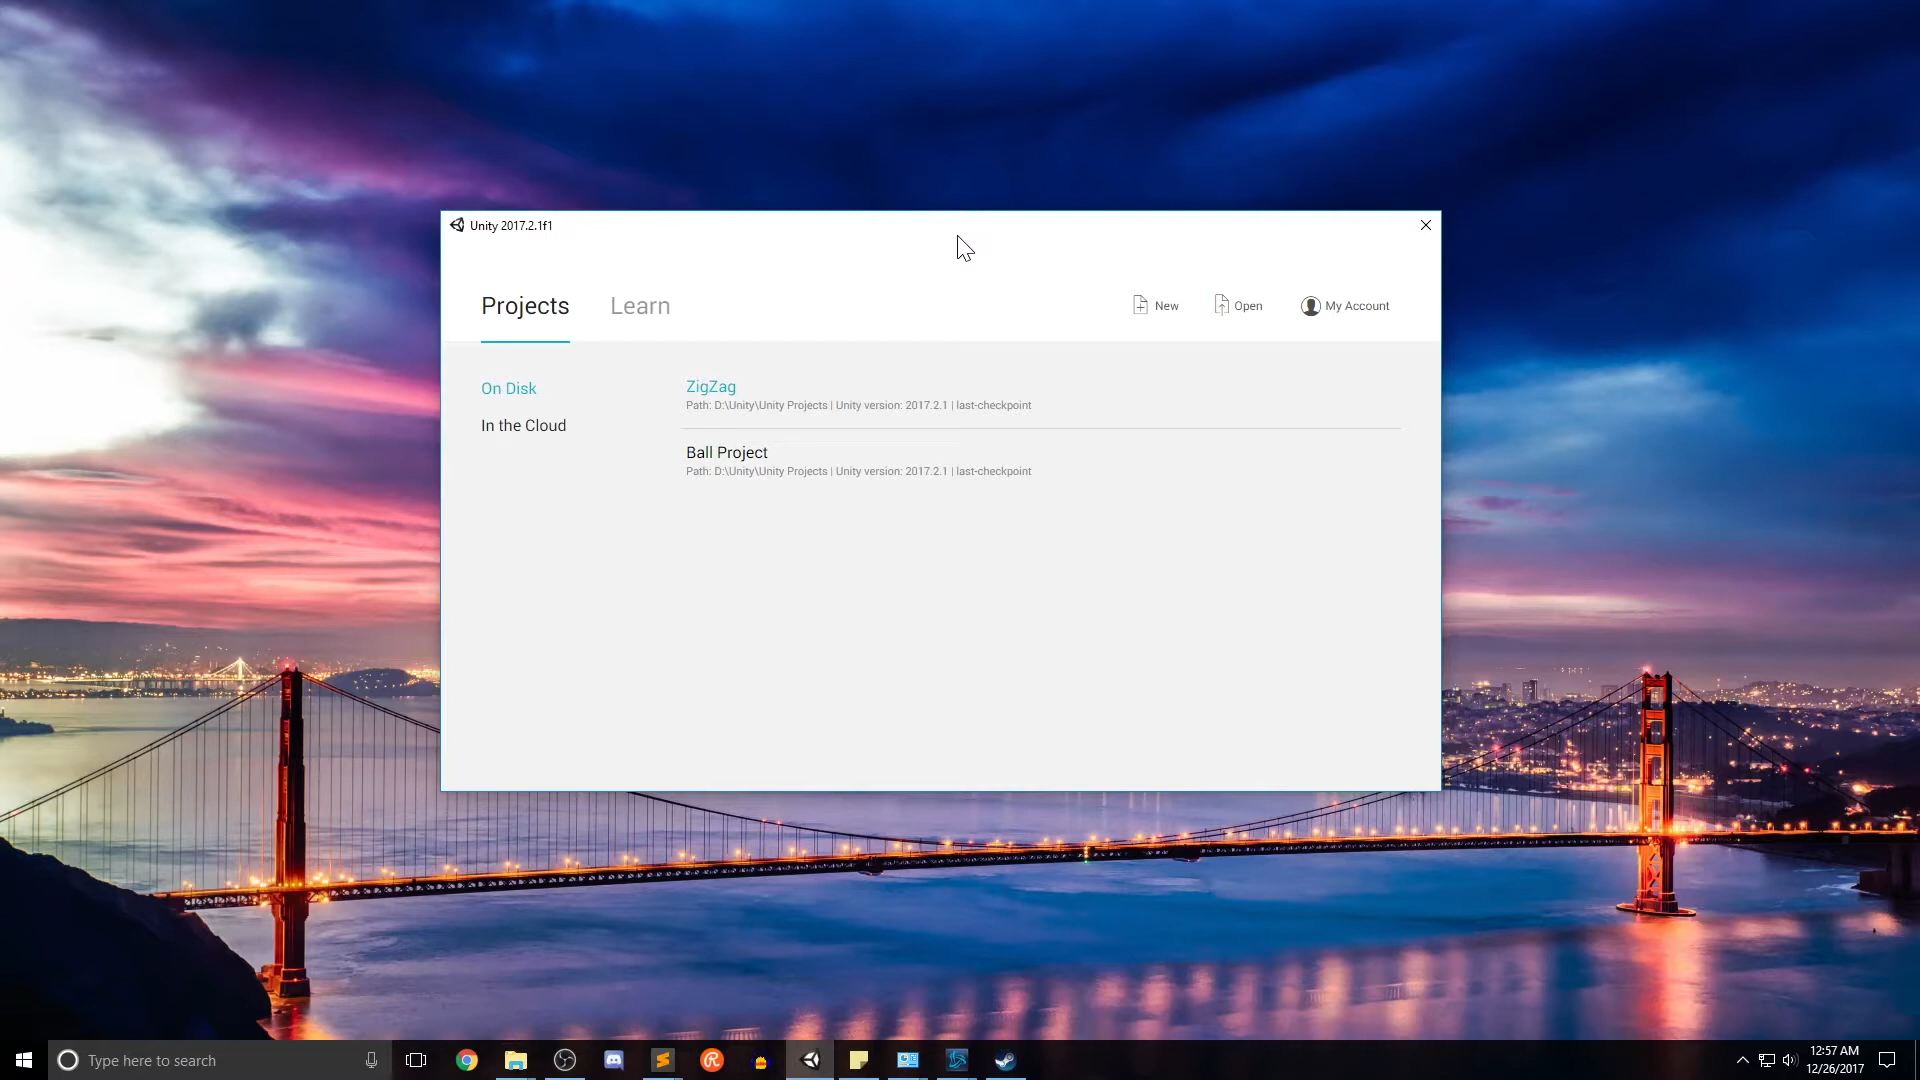 Unity 2017.2.1f1
Projects
Learn
New
Open
My Account
On Disk
In the Cloud
ZigZag
Path: D:\Unity\Unity Projects | Unity version: 2017.2.1 | last-checkpoint
Ball Project
Path: D:\Unity\Unity Projects | Unity version: 2017.2.1 | last-checkpoint
Type here to search
12:57 AM
12/26/2017